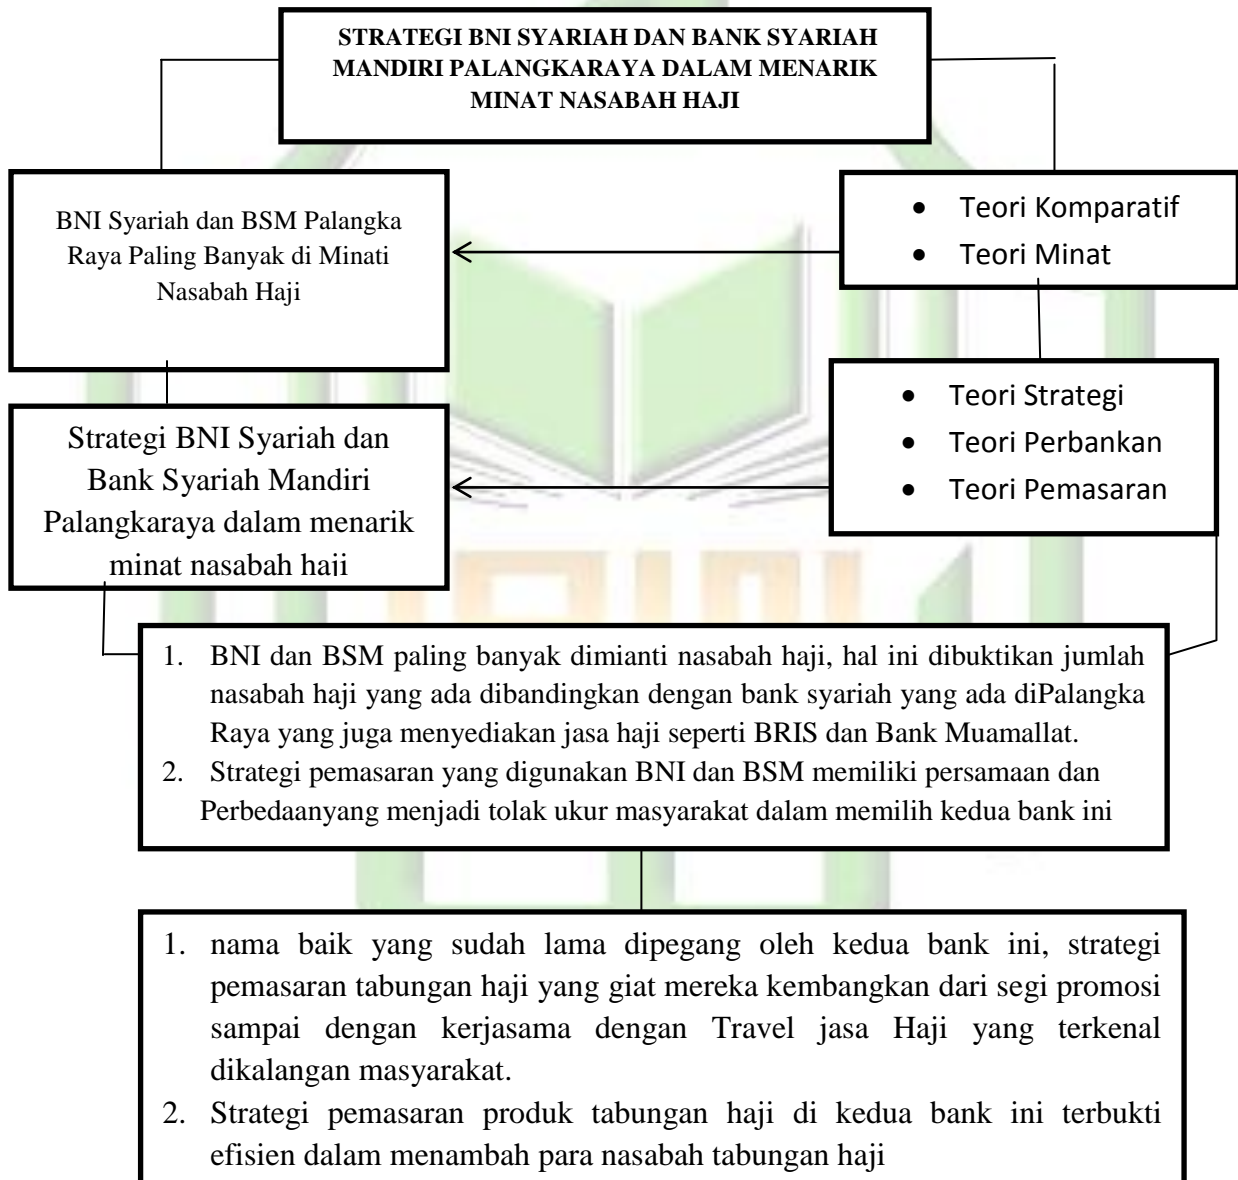 STRATEGI BNI SYARIAH DAN BANK SYARIAH
MANDIRI PALANGKARAYA DALAM MENARIK
MINAT NASABAH HAJI
BNI Syariah dan BSM Palangka
Raya Paling Banyak di Minati
Nasabah Haji
• Teori Komparatif
• Teori Minat
Strategi BNI Syariah dan
Bank Syariah Mandiri
Palangkaraya dalam menarik
minat nasabah haji
• Teori Strategi
• Teori Perbankan
• Teori Pemasaran
1. BNI dan BSM paling banyak dimianti nasabah haji, hal ini dibuktikan jumlah
nasabah haji yang ada dibandingkan dengan bank syariah yang ada diPalangka
Raya yang juga menyediakan jasa haji seperti BRIS dan Bank Muamallat.
2. Strategi pemasaran yang digunakan BNI dan BSM memiliki persamaan dan
Perbedaanyang menjadi tolak ukur masyarakat dalam memilih kedua bank ini
1. nama baik yang sudah lama dipegang oleh kedua bank ini, strategi
pemasaran tabungan haji yang giat mereka kembangkan dari segi promosi
sampai dengan kerjasama dengan Travel jasa Haji yang terkenal
dikalangan masyarakat.
2. Strategi pemasaran produk tabungan haji di kedua bank ini terbukti
efisien dalam menambah para nasabah tabungan haji